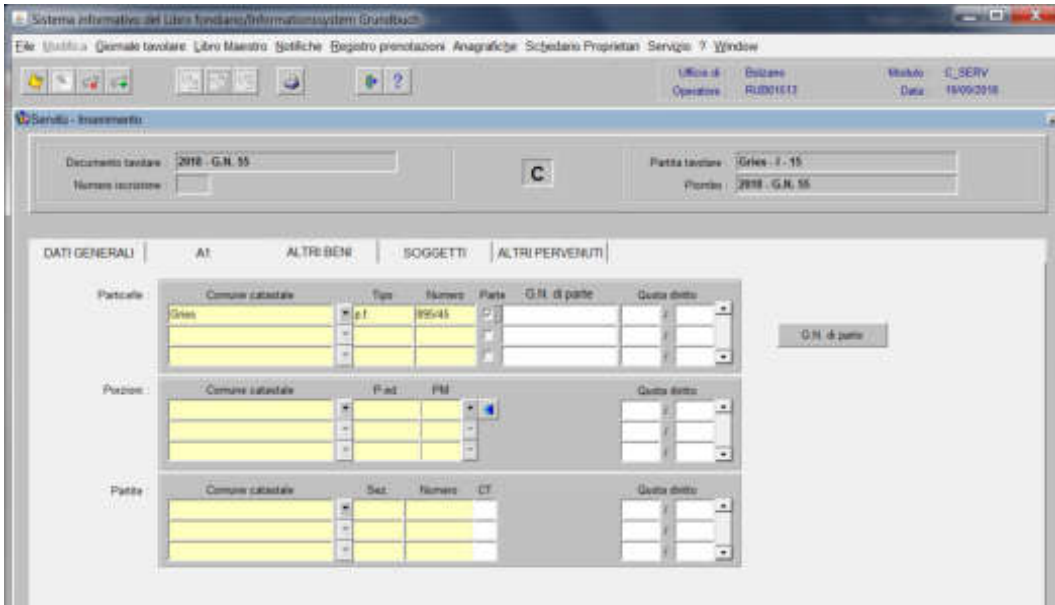 Sistema informativo del Libro fondiario/Informationssystem Grundbuch
File Modifica Giornale tavolare Libro Maestro Notifiche Registro prenotazioni Anagrafiche Schedario Proprietari Servizio ? Window
Ufficio di Bolzano Modulo C_SERV
Operatore Data
Servitù - Inserimento
Documento tavolare 2018 - G.N. 55 C Partita tavolare Gries - / - 15
Numero iscrizione Piombo 2018 - G.N. 55
DATI GENERALI A1 ALTRI BENI SOGGETTI ALTRI PERVENUTI
Particelle Comune catastale Tipo Numero Parte G.N. di parte Quota diritto
Gries p.f. 895/45 /
/
/
G.N. di parte
Porzioni Comune catastale P.ed. PM Quota diritto
/
/
/
Partite Comune catastale Sez. Numero CT Quota diritto
/
/
/